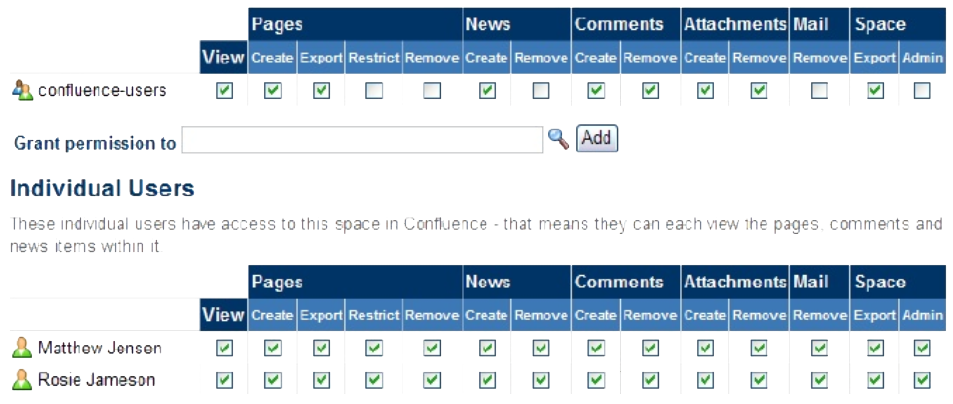 Pages News Comments Attachments Mail Space
View Create Export Restrict Remove Create Remove Create Remove Create Remove Remove Export Admin
confluence-users
Grant permission to Add
Individual Users
These individual users have access to this space in Confluence - that means they can each view the pages, comments and
news items within it.
Pages News Comments Attachments Mail Space
View Create Export Restrict Remove Create Remove Create Remove Create Remove Remove Export Admin
Matthew Jensen
Rosie Jameson